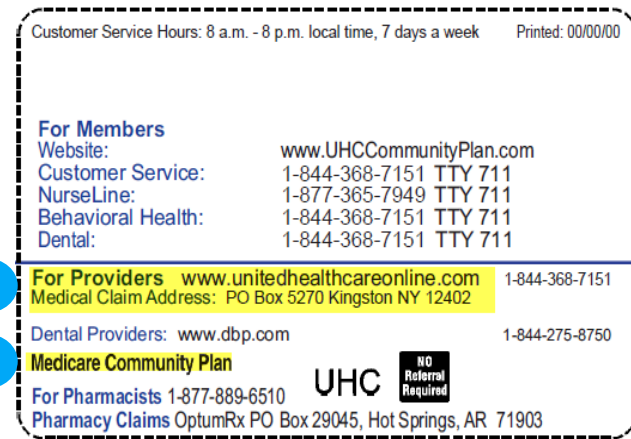 Customer Service Hours: 8 a.m. - 8 p.m. local time, 7 days a week Printed: 00/00/00
For Members
Website: www.UHCCommunityPlan.com
Customer Service: 1-844-368-7151 TTY 711
NurseLine: 1-877-365-7949 TTY 711
Behavioral Health: 1-844-368-7151 TTY 711
Dental: 1-844-368-7151 TTY 711
For Providers www.unitedhealthcareonline.com 1-844-368-7151
Medical Claim Address: PO Box 5270 Kingston NY 12402
Dental Providers: www.dbp.com 1-844-275-8750
Medicare Community Plan
UHC
NO
Referral
Required
For Pharmacists 1-877-889-6510
Pharmacy Claims OptumRx PO Box 29045, Hot Springs, AR 71903